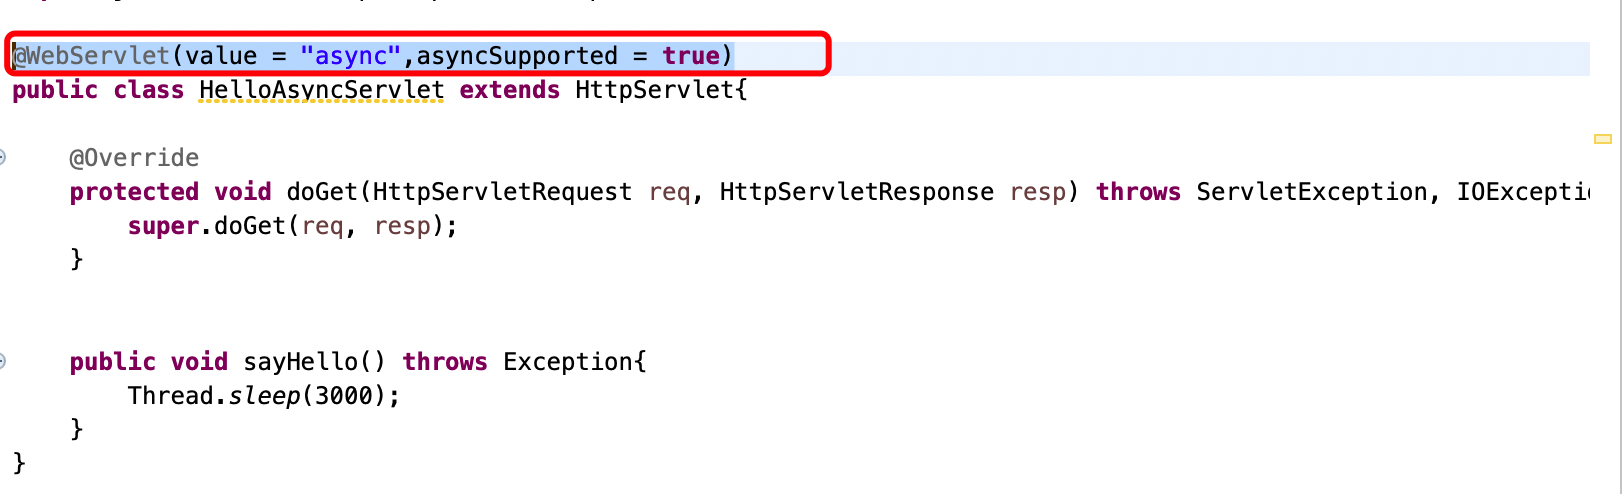 @WebServlet(value = "async",asyncSupported = true)
public class HelloAsyncServlet extends HttpServlet{
@Override
protected void doGet(HttpServletRequest req, HttpServletResponse resp) throws ServletException, IOExceptio
super.doGet(req, resp);
}
public void sayHello() throws Exception{
Thread.sleep(3000);
}
}